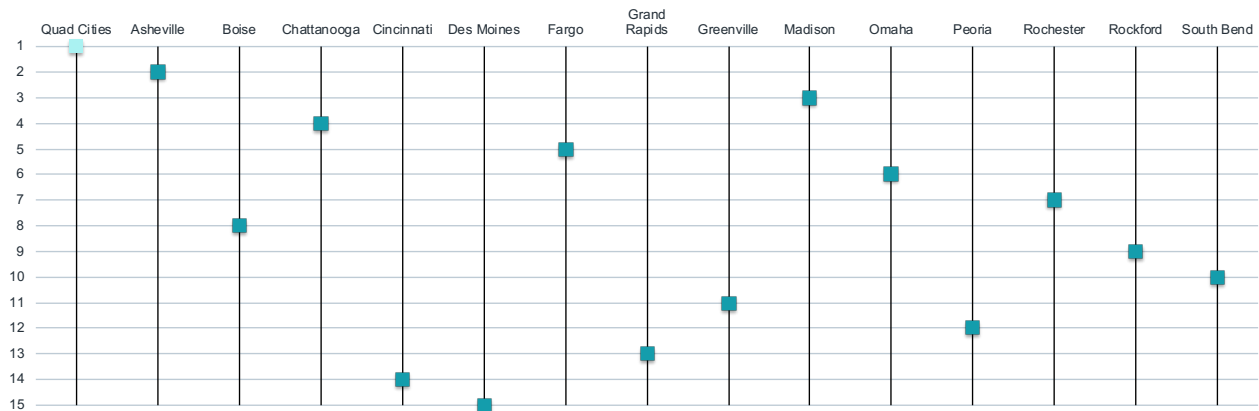 Quad Cities
Asheville
Boise
Chattanooga
Cincinnati
Des Moines
Fargo
Grand
Rapids
Greenville
Madison
Omaha
Peoria
Rochester
Rockford
South Bend
1
2
3
4
5
6
7
8
9
10
11
12
13
14
15